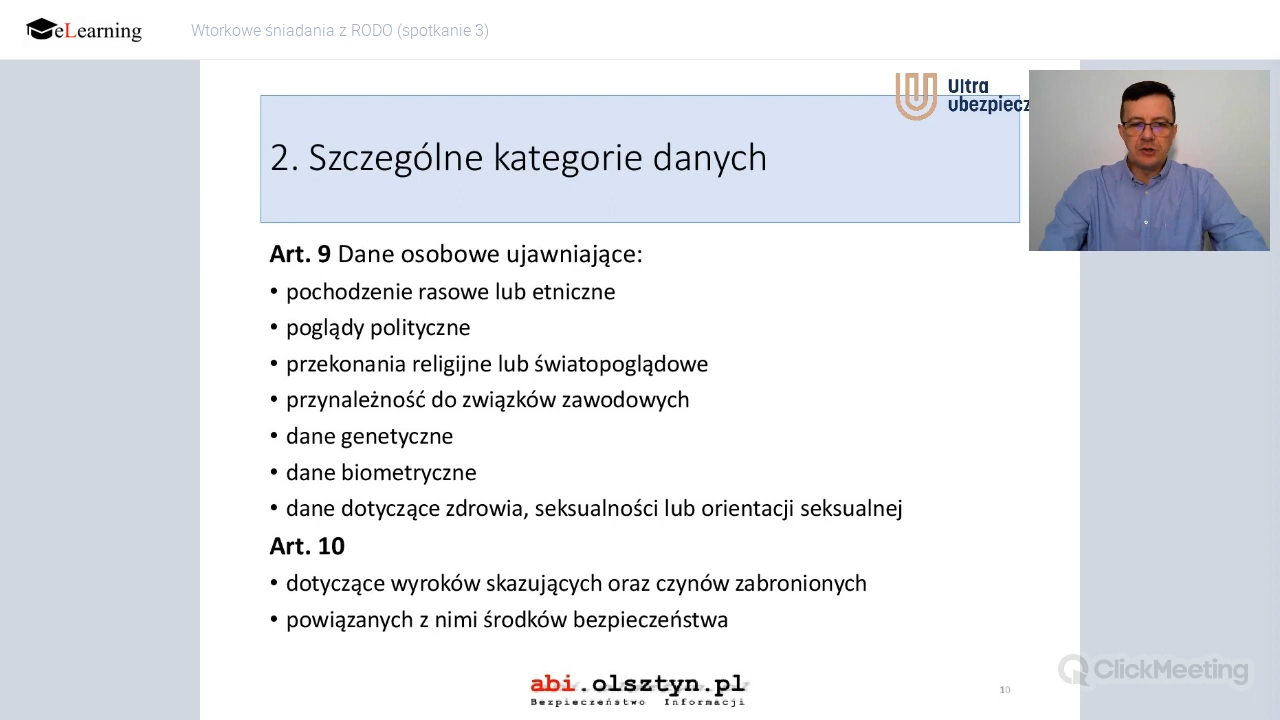 eLearning
Wtorkowe śniadania z RODO (spotkanie 3)
Ultra
ubezpiecz
2. Szczególne kategorie danych
Art. 9 Dane osobowe ujawniające:
• pochodzenie rasowe lub etniczne
• poglądy polityczne
• przekonania religijne lub światopoglądowe
• przynależność do związków zawodowych
• dane genetyczne
• dane biometryczne
• dane dotyczące zdrowia, seksualności lub orientacji seksualnej
Art. 10
• dotyczące wyroków skazujących oraz czynów zabronionych
• powiązanych z nimi środków bezpieczeństwa
abi.olsztyn.pl
Bezpieczeństwo Informacji
10
ClickMeeting